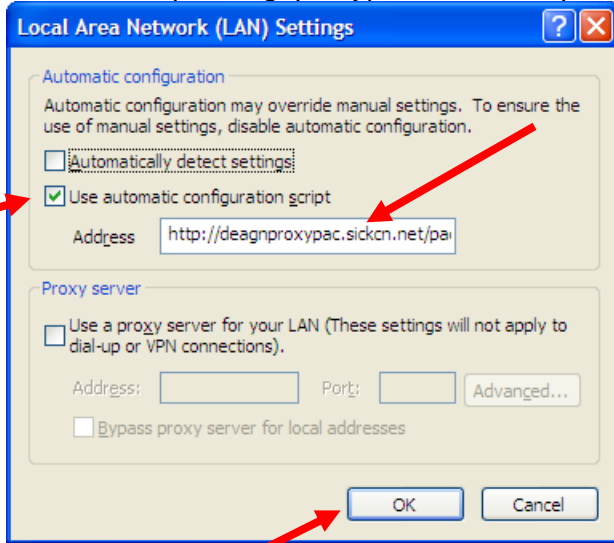 Local Area Network (LAN) Settings
Automatic configuration
Automatic configuration may override manual settings. To ensure the
use of manual settings, disable automatic configuration.
Automatically detect settings
Use automatic configuration script
Address http://deagnproxypac.sickcn.net/pa
Proxy server
Use a proxy server for your LAN (These settings will not apply to
dial-up or VPN connections).
Address: Port: Advanced...
Bypass proxy server for local addresses
OK Cancel